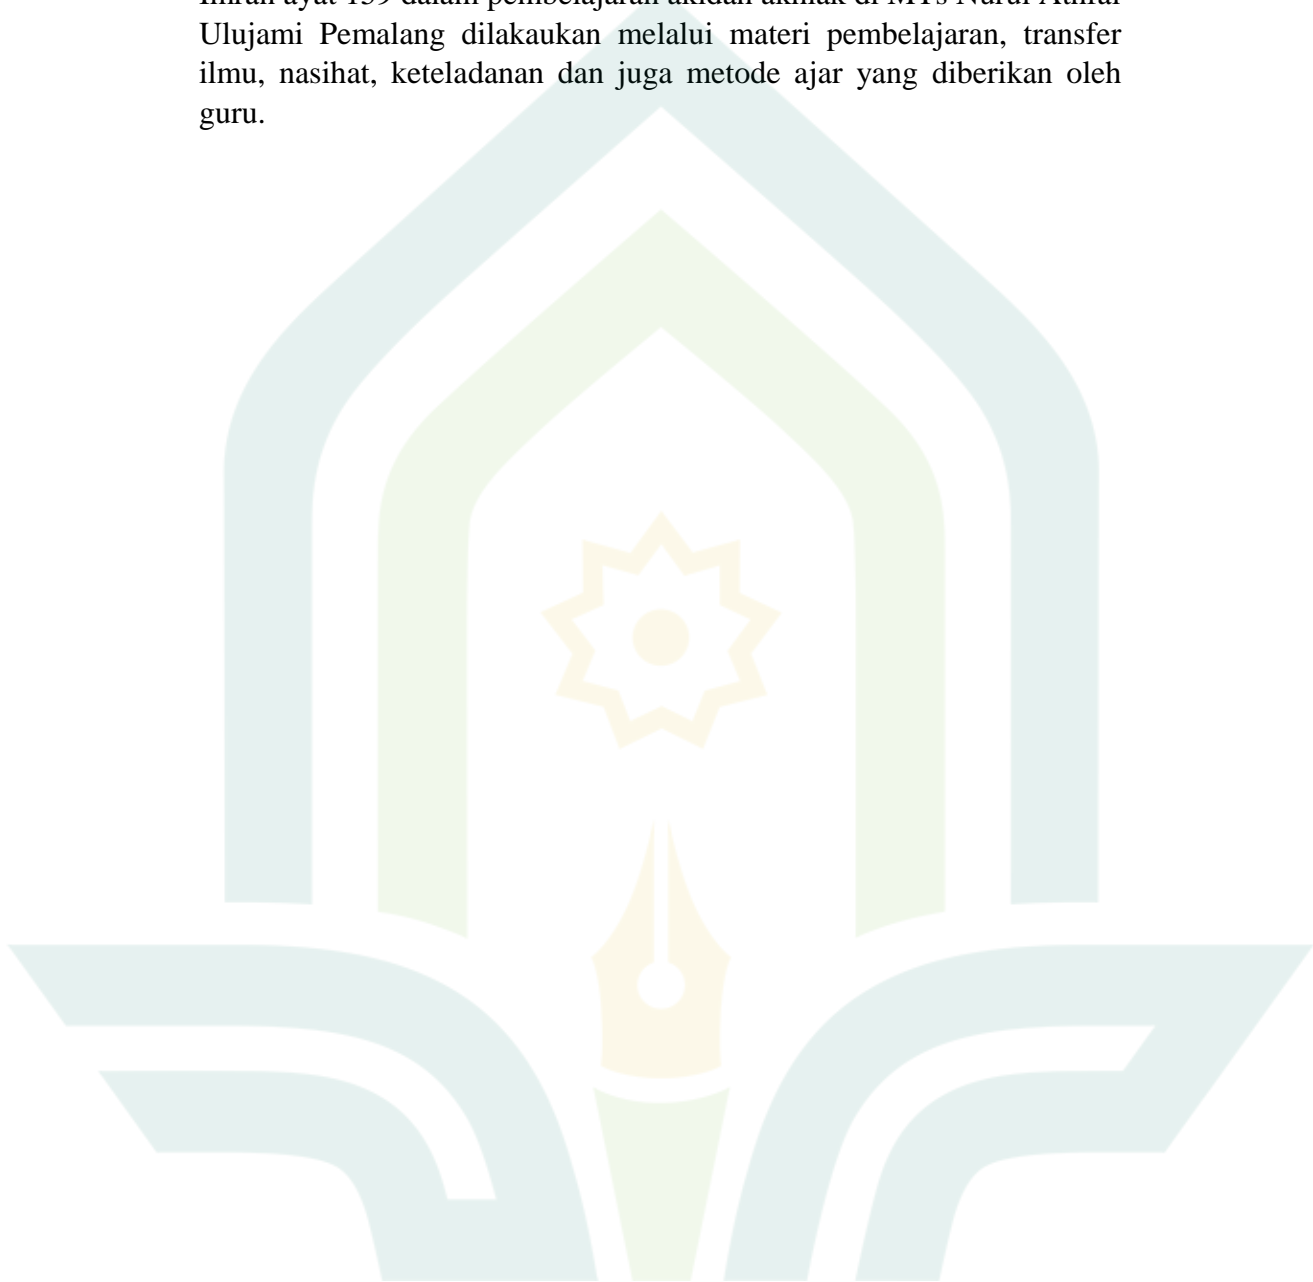 Imran ayat 159 dalam pembelajaran akidah akhlak di MTs Nurul Athfal
Ulujami Pemalang dilakaukan melalui materi pembelajaran, transfer
ilmu, nasihat, keteladanan dan juga metode ajar yang diberikan oleh
guru.